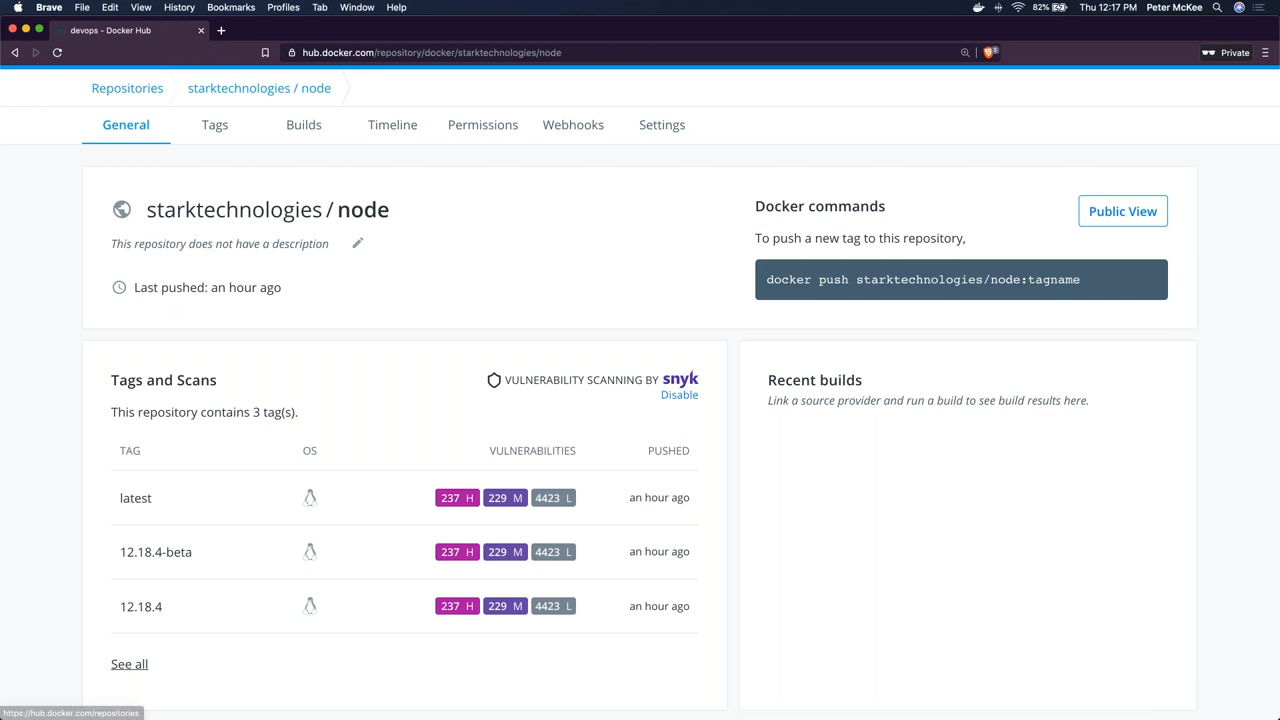 Brave File Edit View History Bookmarks Profiles Tab Window Help 82% Thu 12:17 PM Peter McKee
devops - Docker Hub
hub.docker.com/repository/docker/starktechnologies/node 3 Private
Repositories starktechnologies / node
General Tags Builds Timeline Permissions Webhooks Settings
starktechnologies / node
This repository does not have a description
Last pushed: an hour ago
Docker commands
Public View
To push a new tag to this repository,
docker push starktechnologies/node:tagname
Tags and Scans
VULNERABILITY SCANNING BY snyk
Disable
This repository contains 3 tag(s).
TAG OS VULNERABILITIES PUSHED
latest 237 H 229 M 4423 L an hour ago
12.18.4-beta 237 H 229 M 4423 L an hour ago
12.18.4 237 H 229 M 4423 L an hour ago
See all
Recent builds
Link a source provider and run a build to see build results here.
https://hub.docker.com/repositories